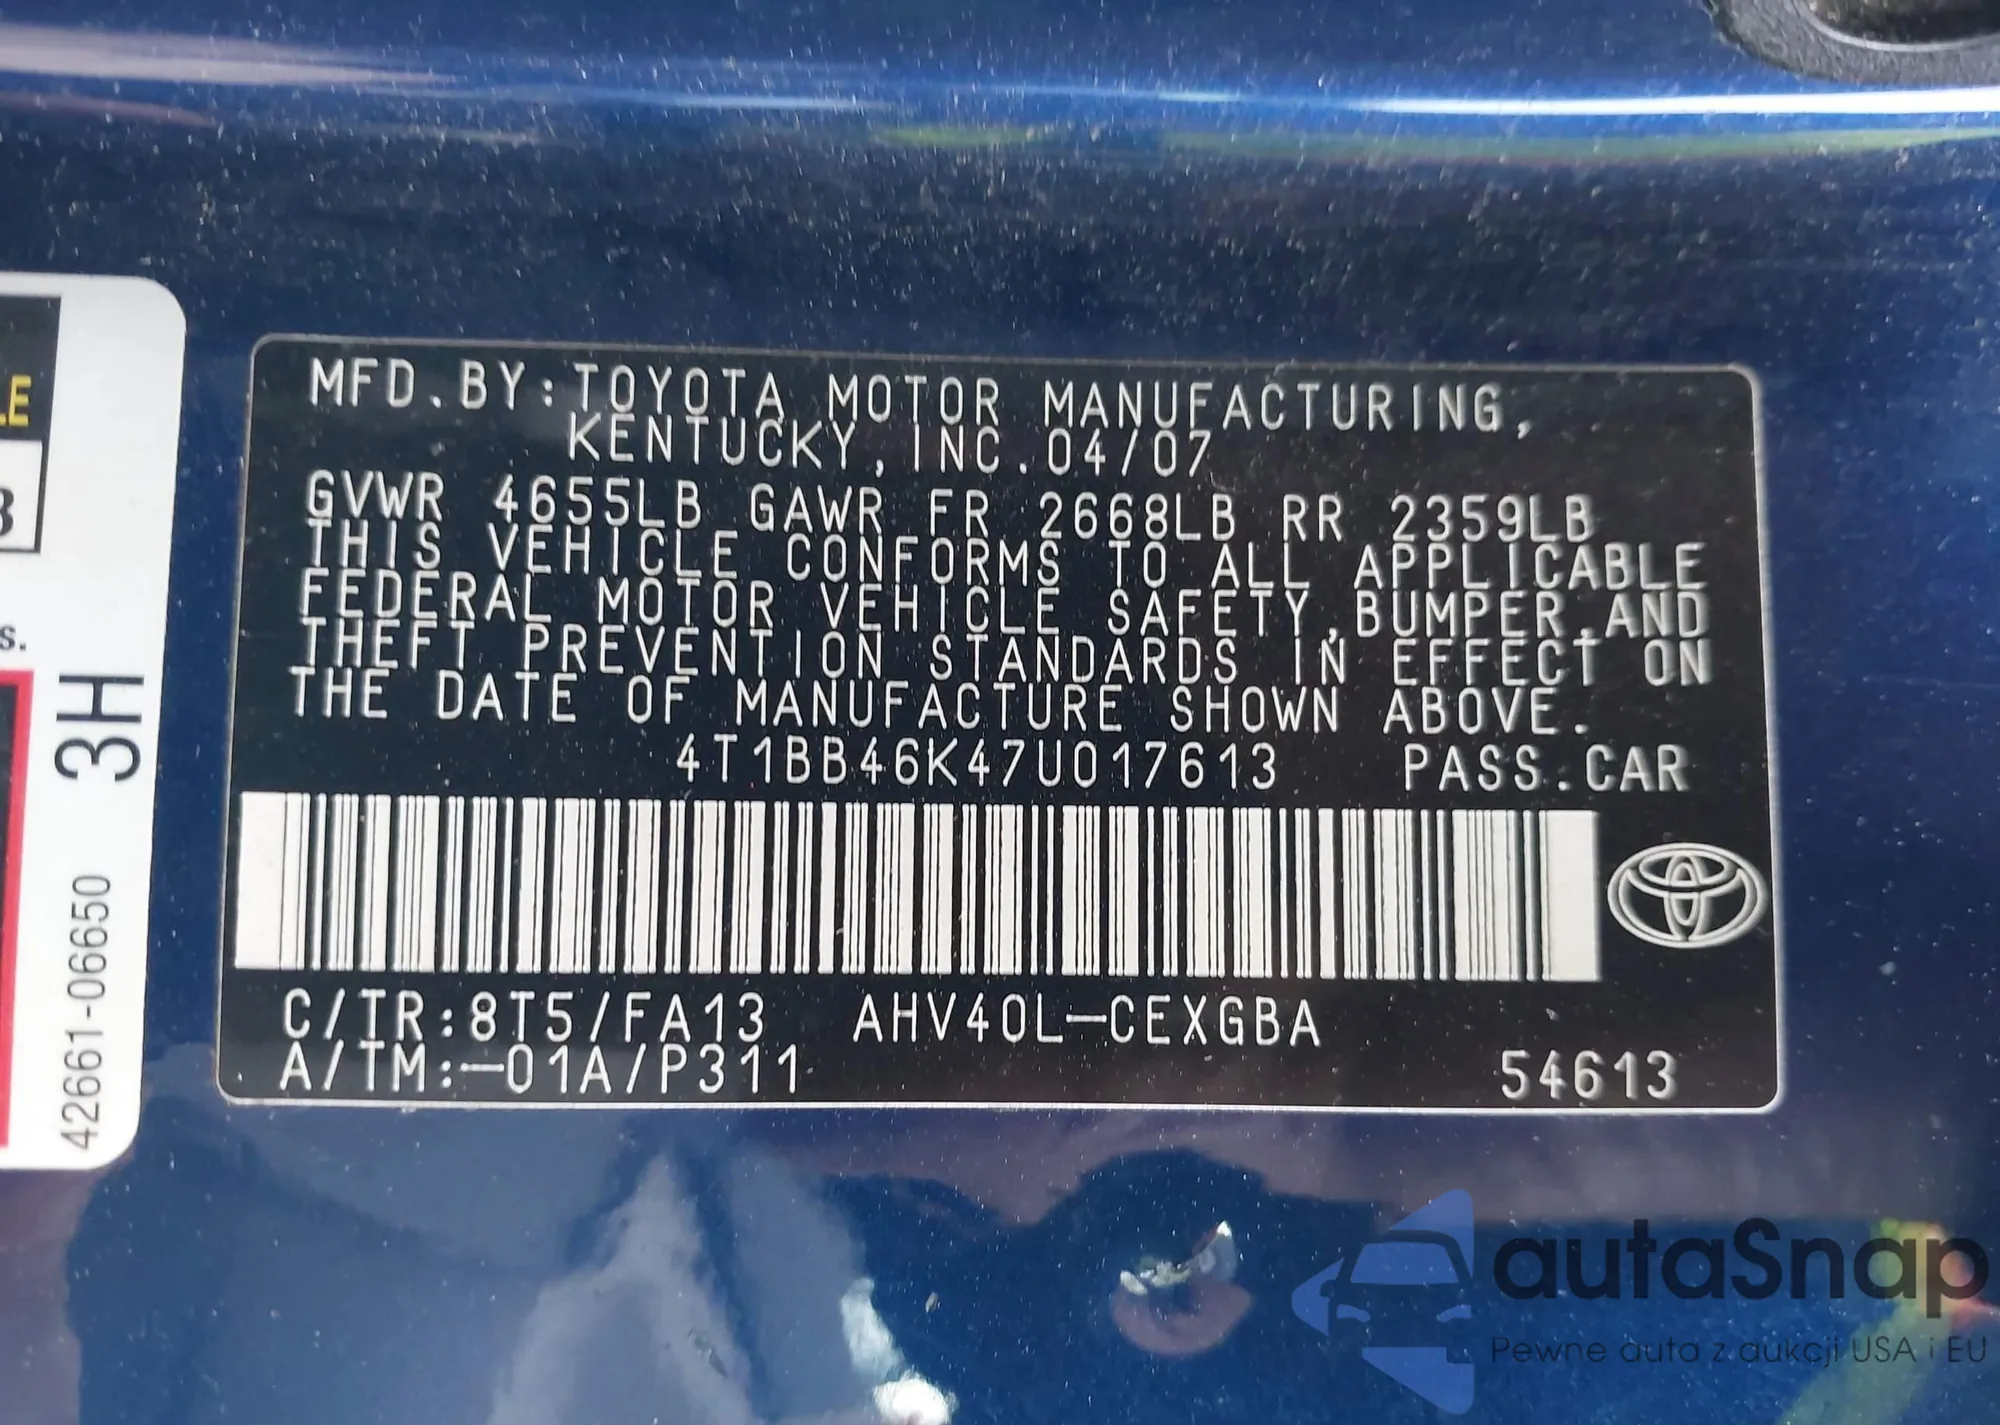 MFD.BY:TOYOTA MOTOR MANUFACTURING,
KENTUCKY,INC.04/07
GVWR 4655LB GAWR FR 2668LB RR 2359LB
THIS VEHICLE CONFORMS TO ALL APPLICABLE
FEDERAL MOTOR VEHICLE SAFETY,BUMPER,AND
THEFT PREVENTION STANDARDS IN EFFECT ON
THE DATE OF MANUFACTURE SHOWN ABOVE.
4T1BB46K47U017613 PASS.CAR
C/TR:8T5/FA13 AHV40L-CEXGBA
A/TM:-01A/P311 54613
s.
3H
42661-06650
autaSnap
Pewne auta z aukcji USA i EU